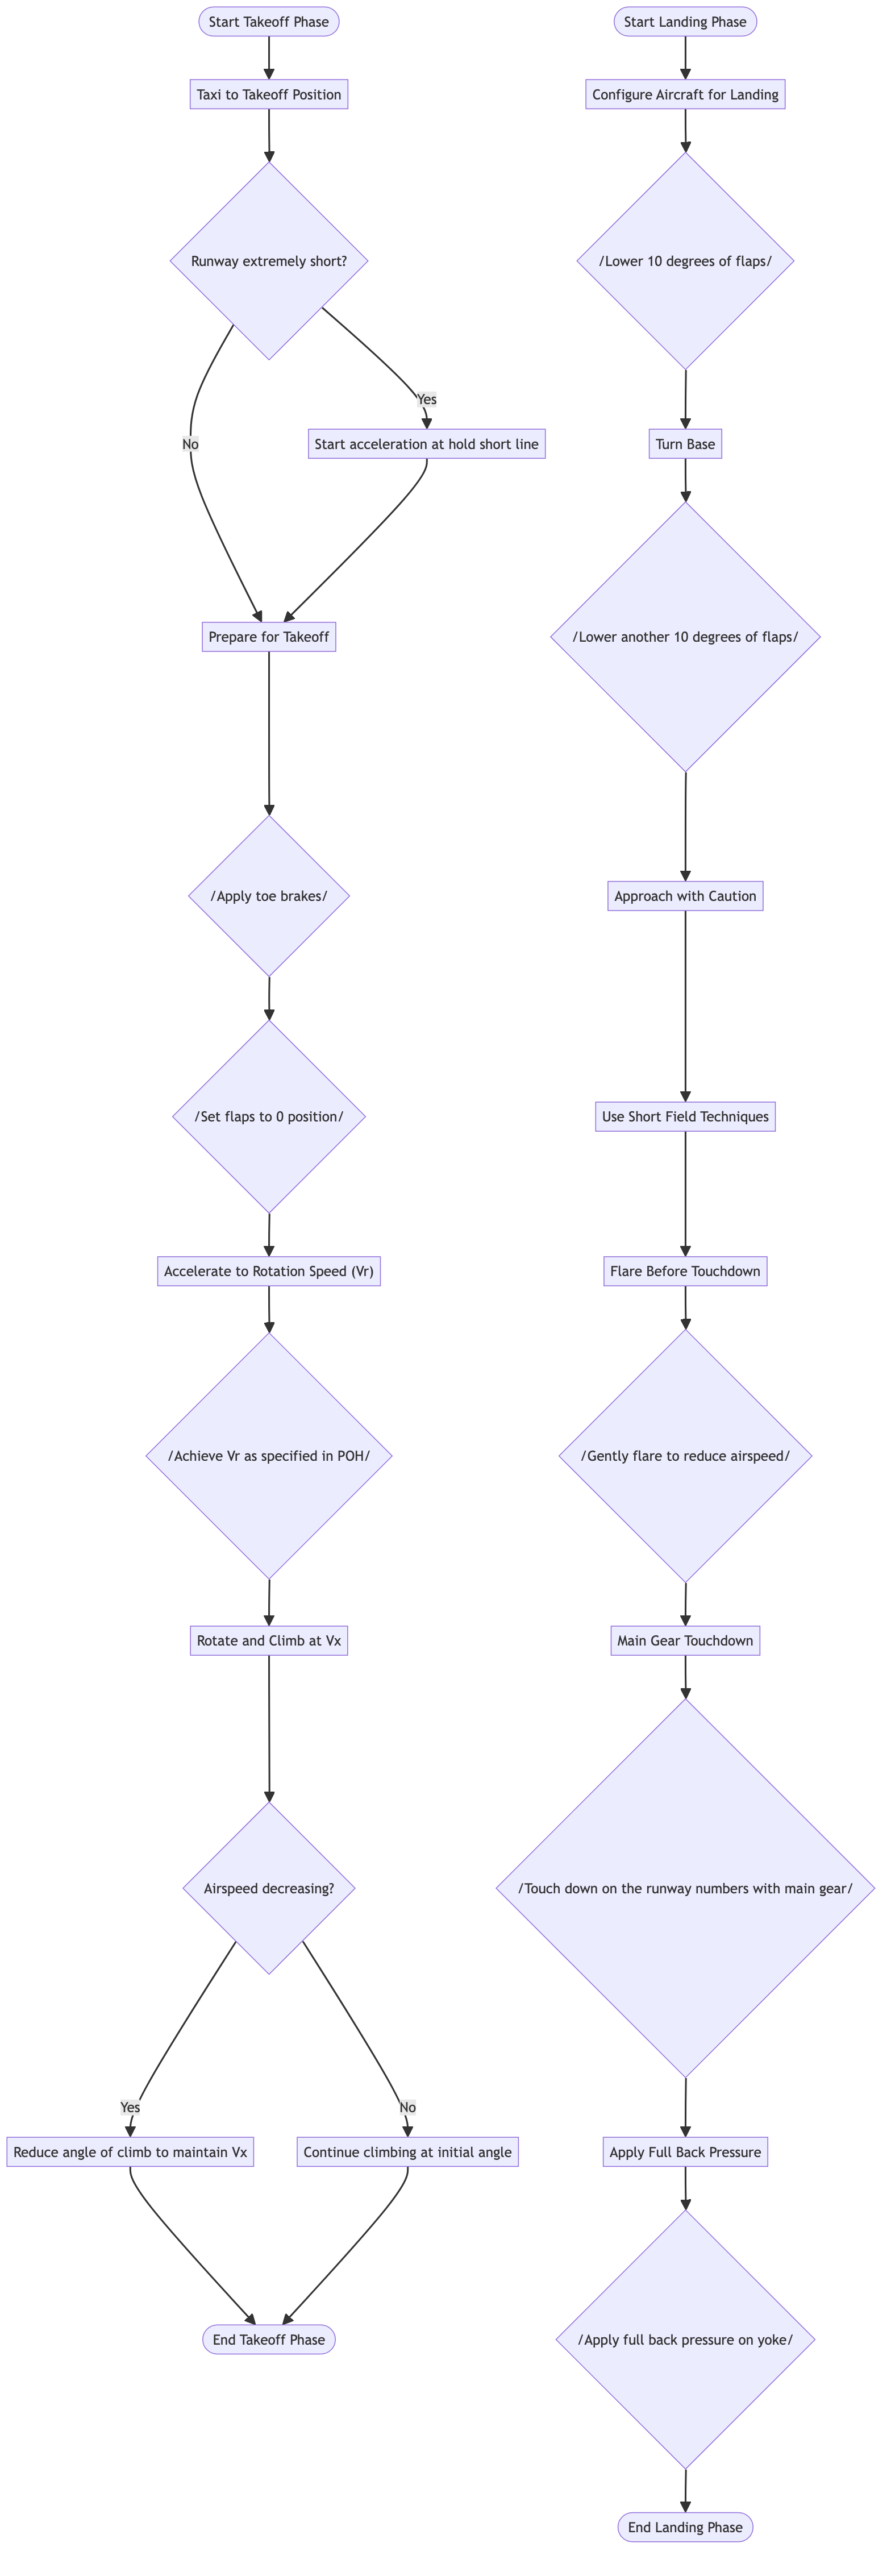 Start Takeoff Phase
Taxi to Takeoff Position
Runway extremely short?
Yes
No
Start acceleration at hold short line
Prepare for Takeoff
/Apply toe brakes/
/Set flaps to 0 position/
Accelerate to Rotation Speed (Vr)
/Achieve Vr as specified in POH/
Rotate and Climb at Vx
Airspeed decreasing?
Yes
No
Reduce angle of climb to maintain Vx
Continue climbing at initial angle
End Takeoff Phase
Start Landing Phase
Configure Aircraft for Landing
/Lower 10 degrees of flaps/
Turn Base
/Lower another 10 degrees of flaps/
Approach with Caution
Use Short Field Techniques
Flare Before Touchdown
/Gently flare to reduce airspeed/
Main Gear Touchdown
/Touch down on the runway numbers with main gear/
Apply Full Back Pressure
/Apply full back pressure on yoke/
End Landing Phase